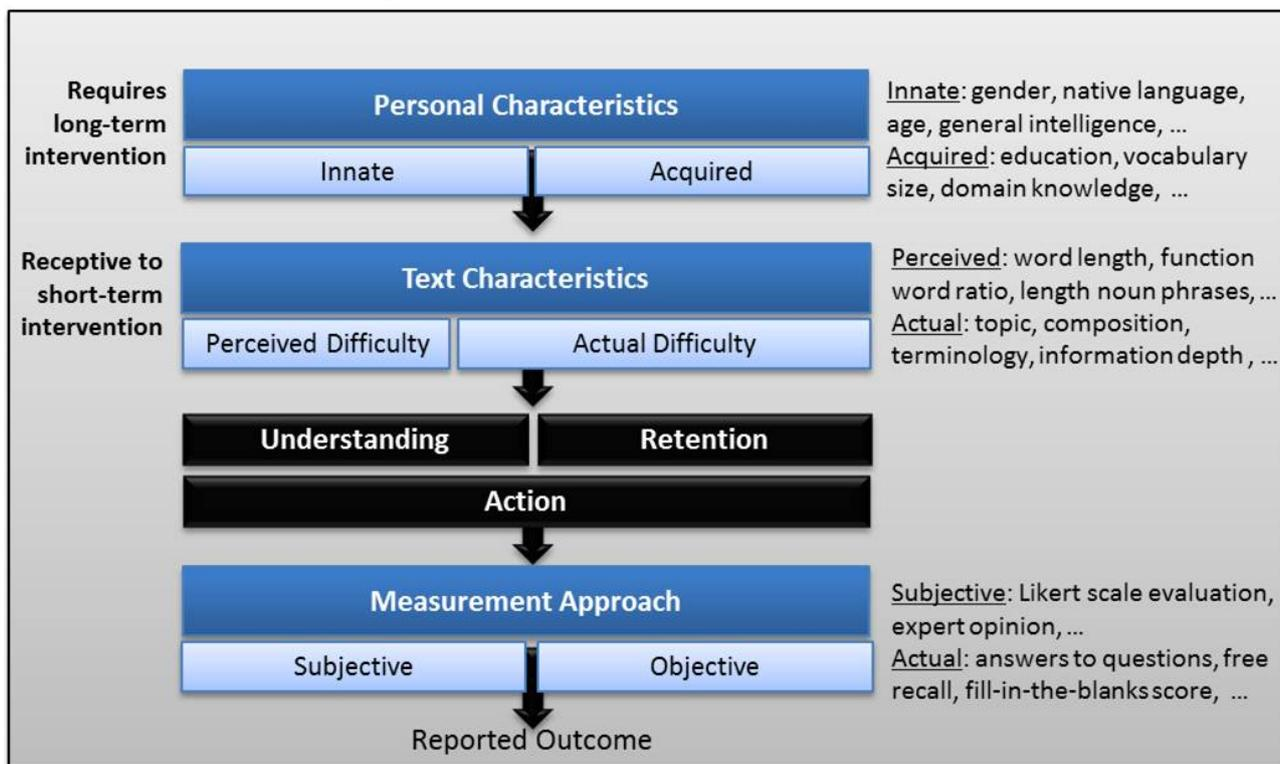 Requires
long-term
intervention
Personal Characteristics
Innate
Acquired
Innate: gender, native language,
age, general intelligence, ...
Acquired: education, vocabulary
size, domain knowledge, ...
Receptive to
short-term
intervention
Text Characteristics
Perceived Difficulty
Actual Difficulty
Perceived: word length, function
word ratio, length noun phrases, ...
Actual: topic, composition,
terminology, information depth , ...
Understanding
Retention
Action
Measurement Approach
Subjective
Objective
Subjective: Likert scale evaluation,
expert opinion, ...
Actual: answers to questions, free
recall, fill-in-the-blanks score, ...
Reported Outcome